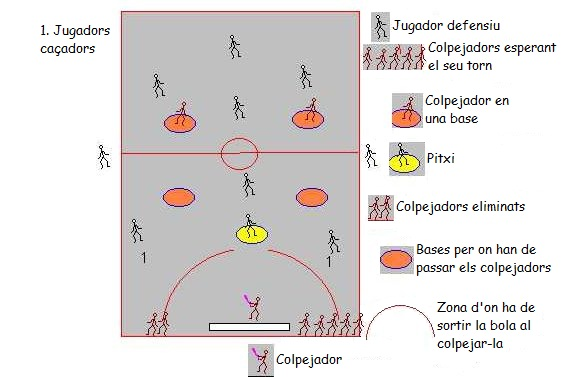 1. Jugadors
caçadors
Jugador defensiu
Colpejadors esperant
el seu torn
Colpejador en
una base
Pitxi
Colpejadors eliminats
Bases per on han de
passar els colpejadors
1
1
Zona d'on ha de
sortir la bola al
colpejar-la
Colpejador